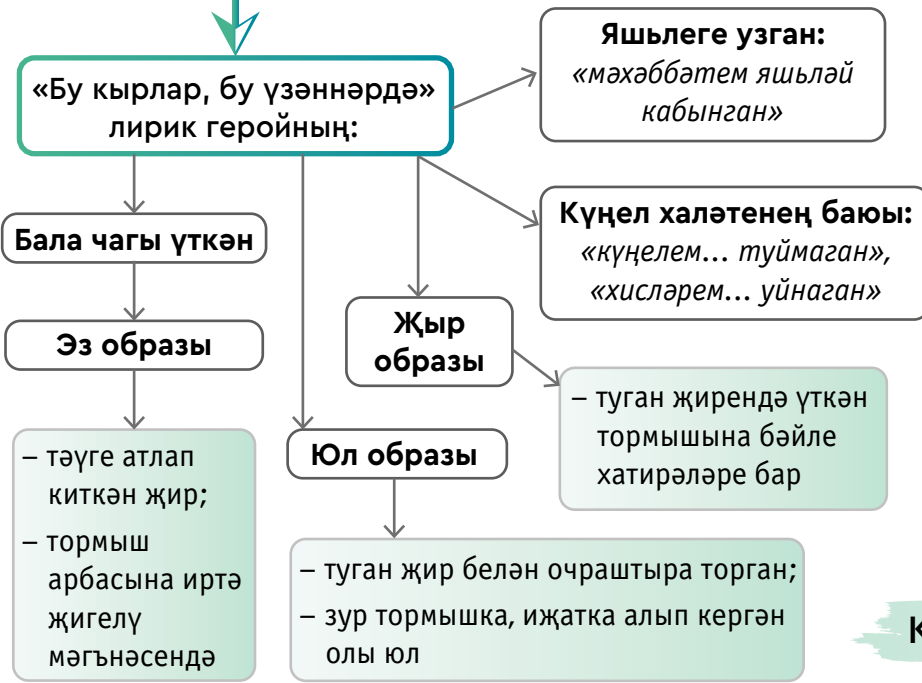 «Бу кырлар, бу үзәннәрдә»
лирик геройның:
Яшьлеге узган:
«мәхәббәтем яшьләй
кабынган»
Күңел халәтенең баюы:
«күңелем... туймаган»,
«хисләрем... уйнаган»
Бала чагы үткән
Эз образы
– тәүге атлап
киткән җир;
– тормыш
арбасына иртә
җигелү
мәгънәсендә
Юл образы
– туган җир белән очраштыра торган;
– зур тормышка, иҗатка алып кергән
олы юл
Җыр
образы
– туган җирендә үткән
тормышына бәйле
хатирәләре бар